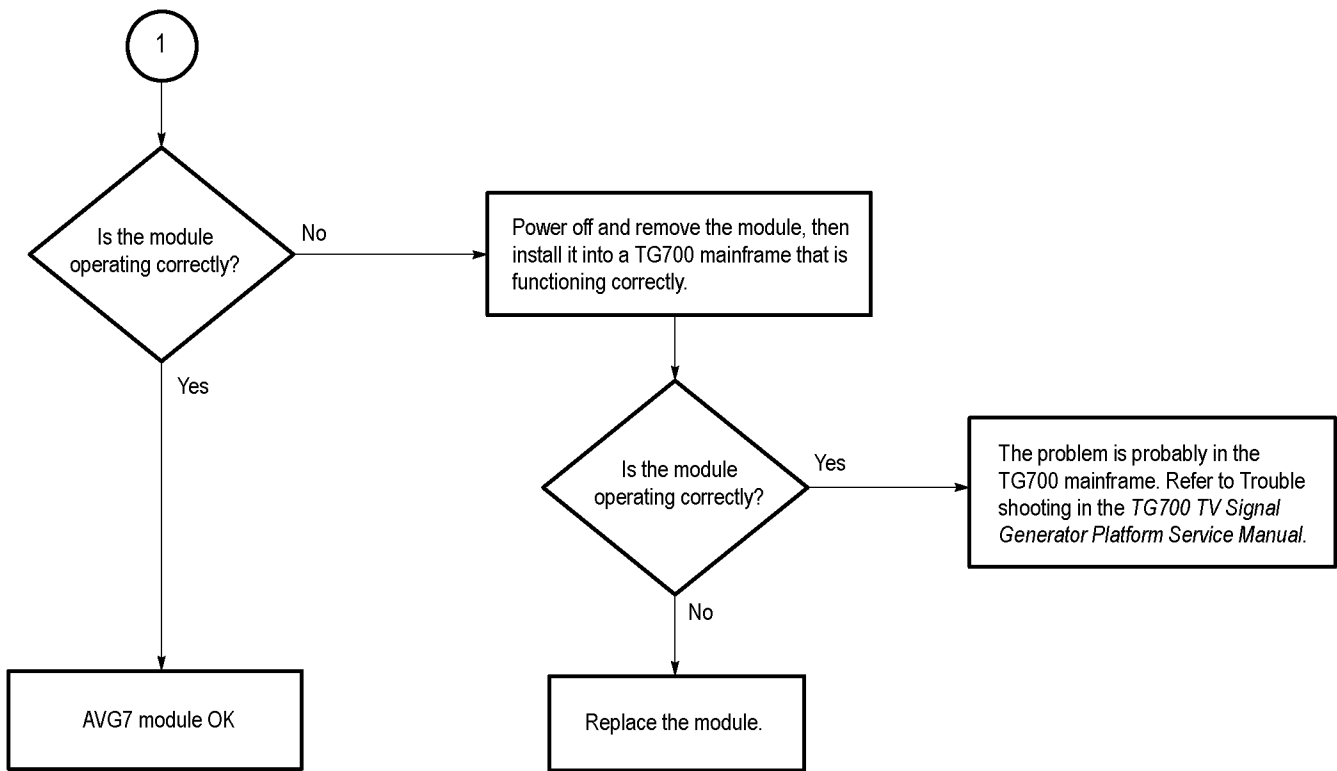 1
Is the module
operating correctly?
No
Power off and remove the module, then
install it into a TG700 mainframe that is
functioning correctly.
Yes
Is the module
operating correctly?
Yes
The problem is probably in the
TG700 mainframe. Refer to Trouble
shooting in the TG700 TV Signal
Generator Platform Service Manual.
No
AVG7 module OK
Replace the module.